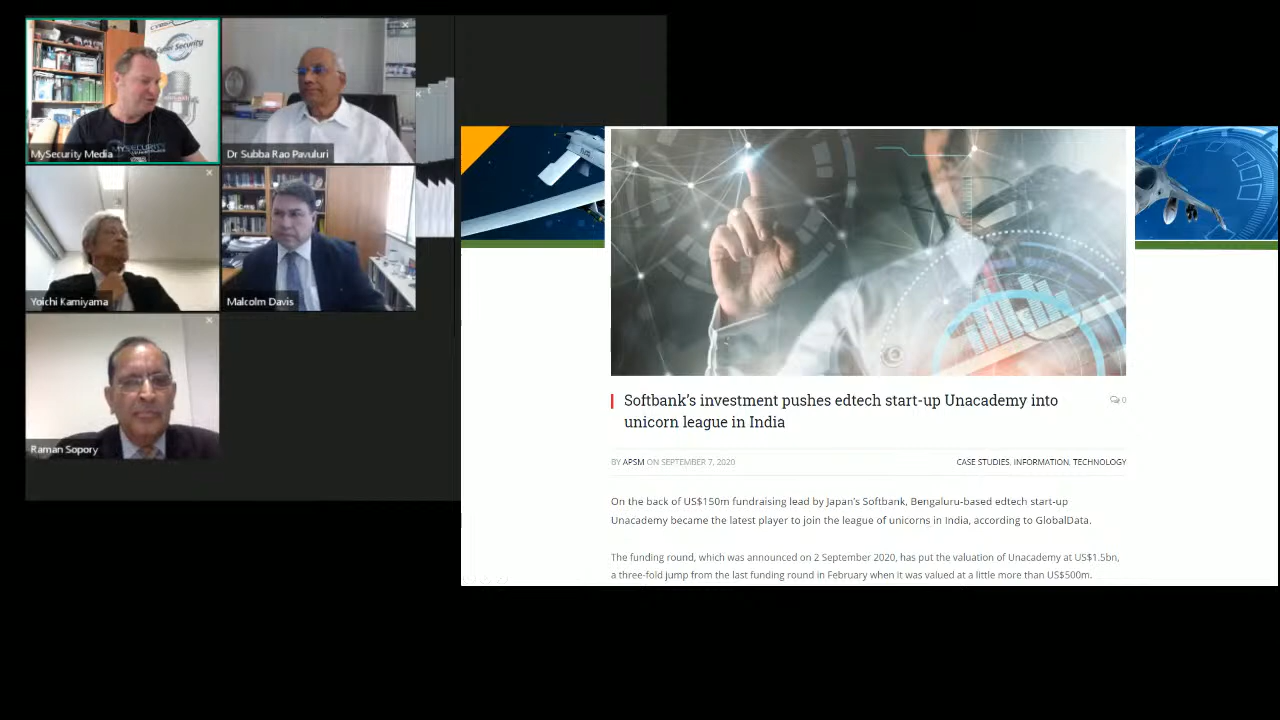 Cyber Security
MYSECURITY
MySecurity Media
Dr Subba Rao Pavuluri
Yoichi Kamiyama
Malcolm Davis
Raman Sopory
Softbank's investment pushes edtech start-up Unacademy into
unicorn league in India
0
BY APSM ON SEPTEMBER 7, 2020
CASE STUDIES, INFORMATION, TECHNOLOGY
On the back of US$150m fundraising lead by Japan's Softbank, Bengaluru-based edtech start-up
Unacademy became the latest player to join the league of unicorns in India, according to GlobalData.
The funding round, which was announced on 2 September 2020, has put the valuation of Unacademy at US$1.5bn,
a three-fold jump from the last funding round in February when it was valued at a little more than US$500m.